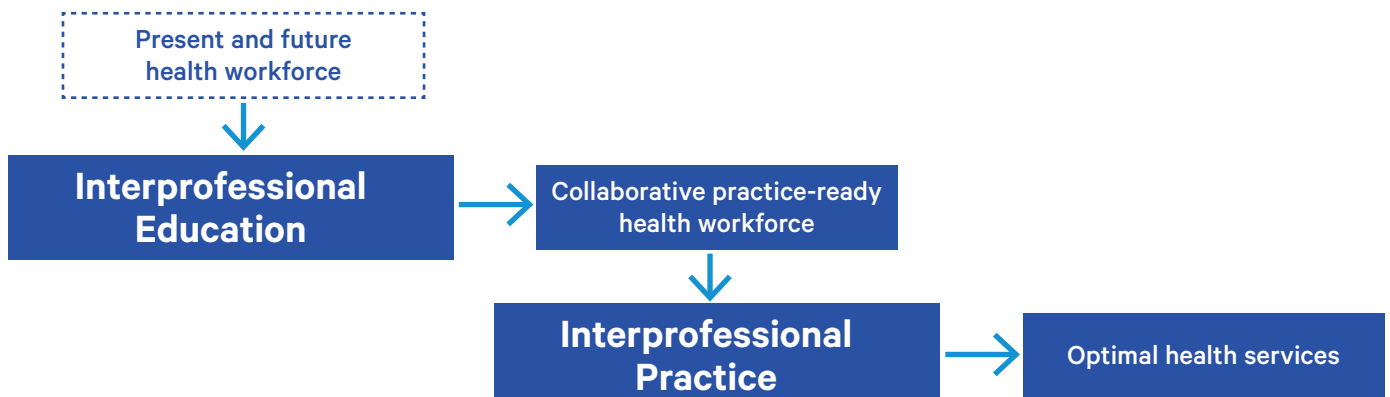 Present and future
health workforce
Interprofessional
Education
Collaborative practice-ready
health workforce
Interprofessional
Practice
Optimal health services